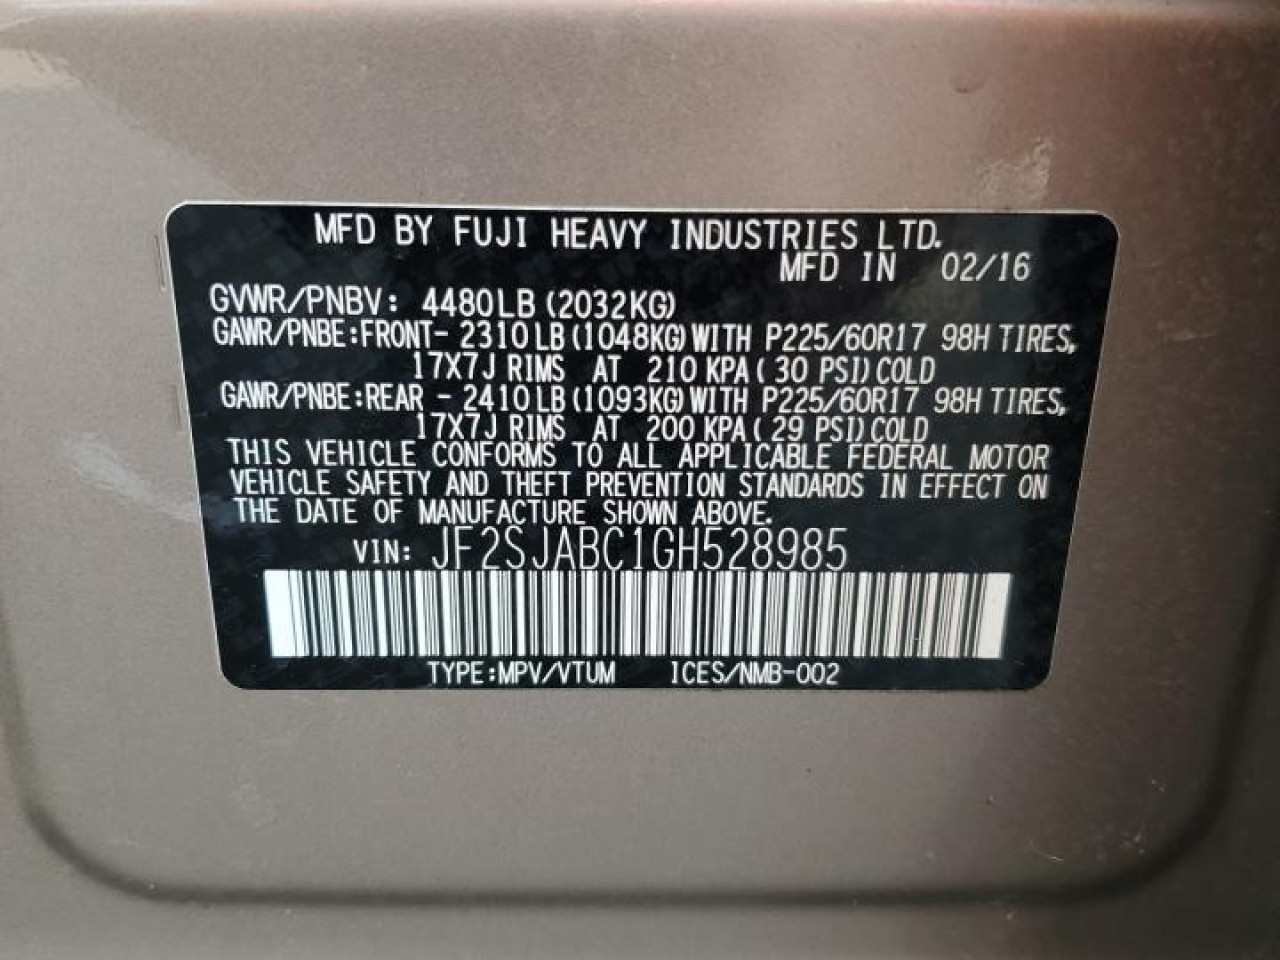 MFD BY FUJI HEAVY INDUSTRIES LTD.
MFD IN 02/16
GVWR/PNBV: 4480LB (2032KG)
GAWR/PNBE:FRONT- 2310LB (1048KG) WITH P225/60R17 98H TIRES,
17X7J RIMS AT 210 KPA ( 30 PSI) COLD
GAWR/PNBE:REAR - 2410LB (1093KG) WITH P225/60R17 98H TIRES,
17X7J RIMS AT 200 KPA ( 29 PSI) COLD
THIS VEHICLE CONFORMS TO ALL APPLICABLE FEDERAL MOTOR
VEHICLE SAFETY AND THEFT PREVENTION STANDARDS IN EFFECT ON
THE DATE OF MANUFACTURE SHOWN ABOVE.
VIN: JF2SJABC1GH528985
TYPE:MPV/VTUM ICES/NMB-002